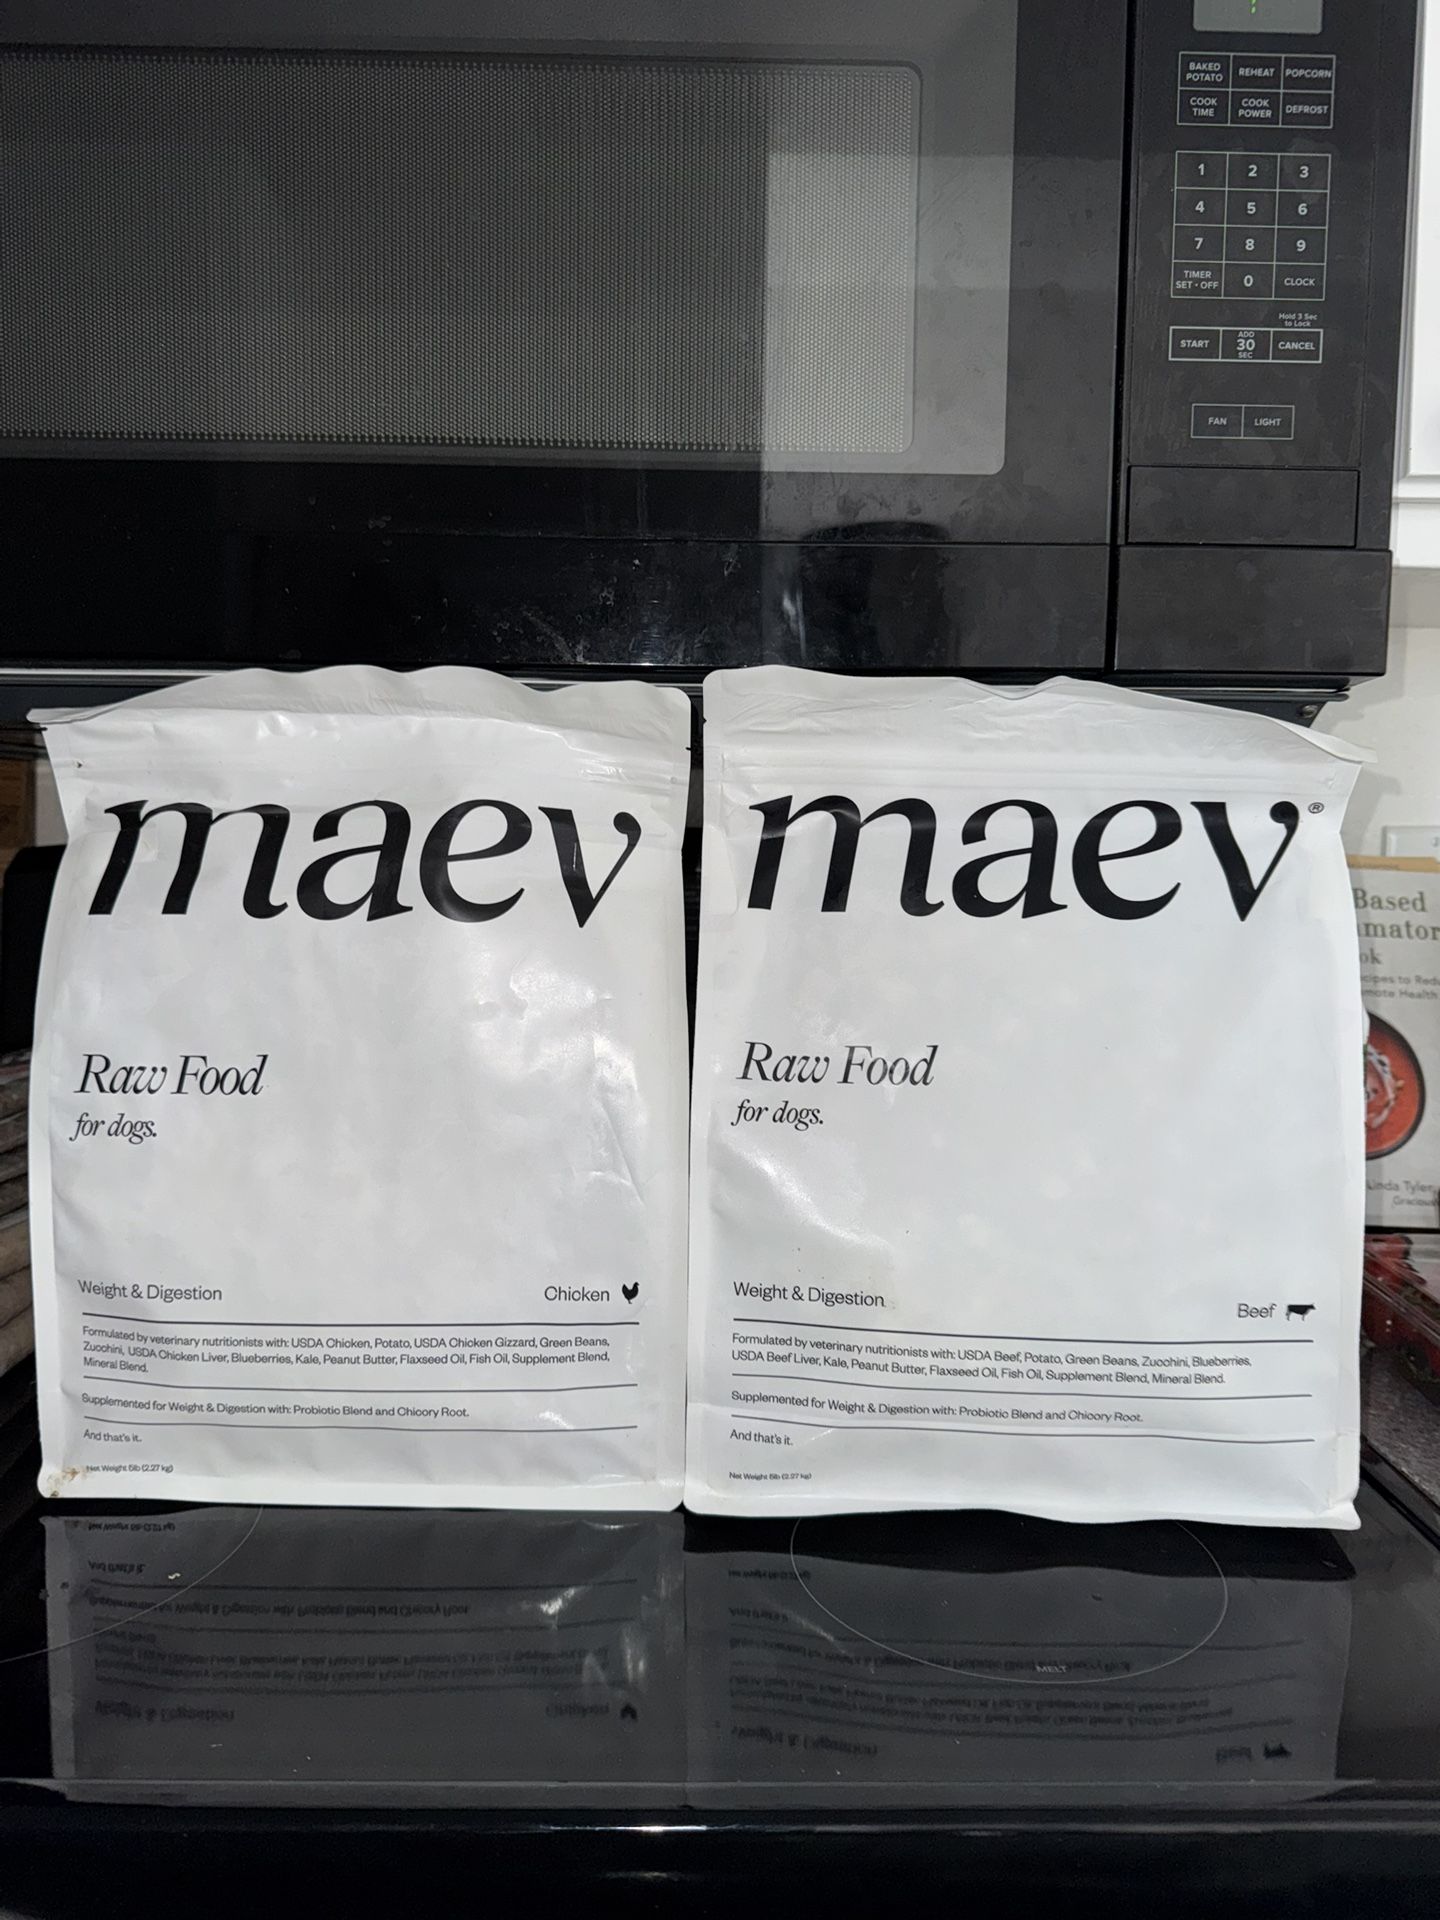 BAKED
POTATO
REHEAT
POPCORN
COOK
TIME
COOK
POWER
DEFROST
1 2 3
4 5 6
7 8 9
TIMER
SET • OFF
0
CLOCK
Hold 3 Sec
to Lock
START
ADD
30
SEC
CANCEL
FAN
LIGHT
maev
Raw Food
for dogs.
Weight & Digestion
Chicken
Formulated by veterinary nutritionists with: USDA Chicken, Potato, USDA Chicken Gizzard, Green Beans,
Zucchini, USDA Chicken Liver, Blueberries, Kale, Peanut Butter, Flaxseed Oil, Fish Oil, Supplement Blend,
Mineral Blend.
Supplemented for Weight & Digestion with: Probiotic Blend and Chicory Root.
And that's it.
Net Weight 5lb (2.27 kg)
maev®
Raw Food
for dogs.
Weight & Digestion
Beef
Formulated by veterinary nutritionists with: USDA Beef, Potato, Green Beans, Zucchini, Blueberries,
USDA Beef Liver, Kale, Peanut Butter, Flaxseed Oil, Fish Oil, Supplement Blend, Mineral Blend.
Supplemented for Weight & Digestion with: Probiotic Blend and Chicory Root.
And that's it.
Net Weight 5lb (2.27 kg)
Based
to
Health
Linda Tyler
MELT